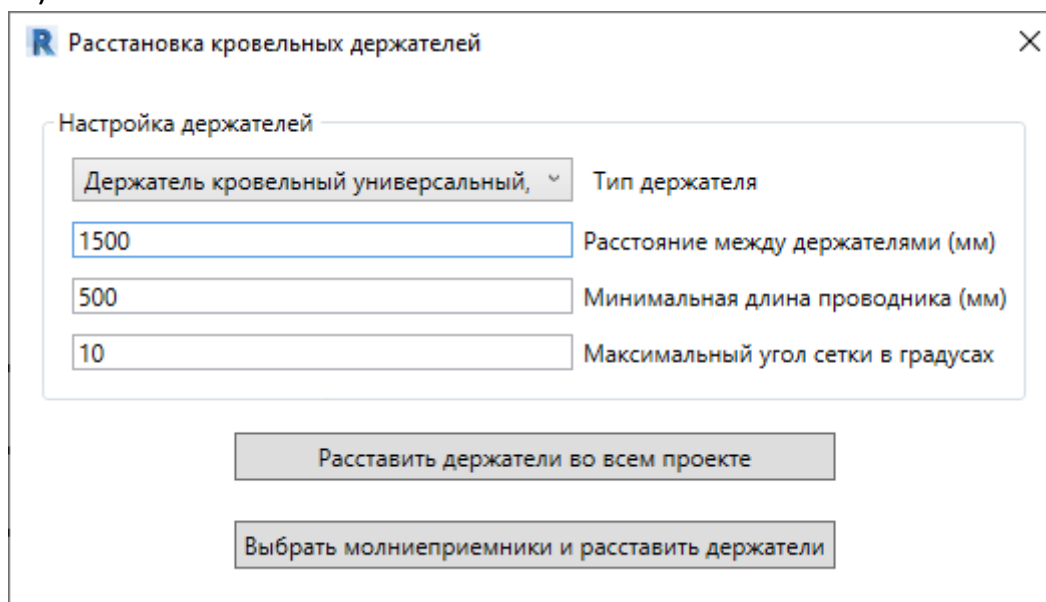 R Расстановка кровельных держателей
Настройка держателей
Держатель кровельный универсальный, Тип держателя
1500 Расстояние между держателями (мм)
500 Минимальная длина проводника (мм)
10 Максимальный угол сетки в градусах
Расставить держатели во всем проекте
Выбрать молниеприемники и расставить держатели